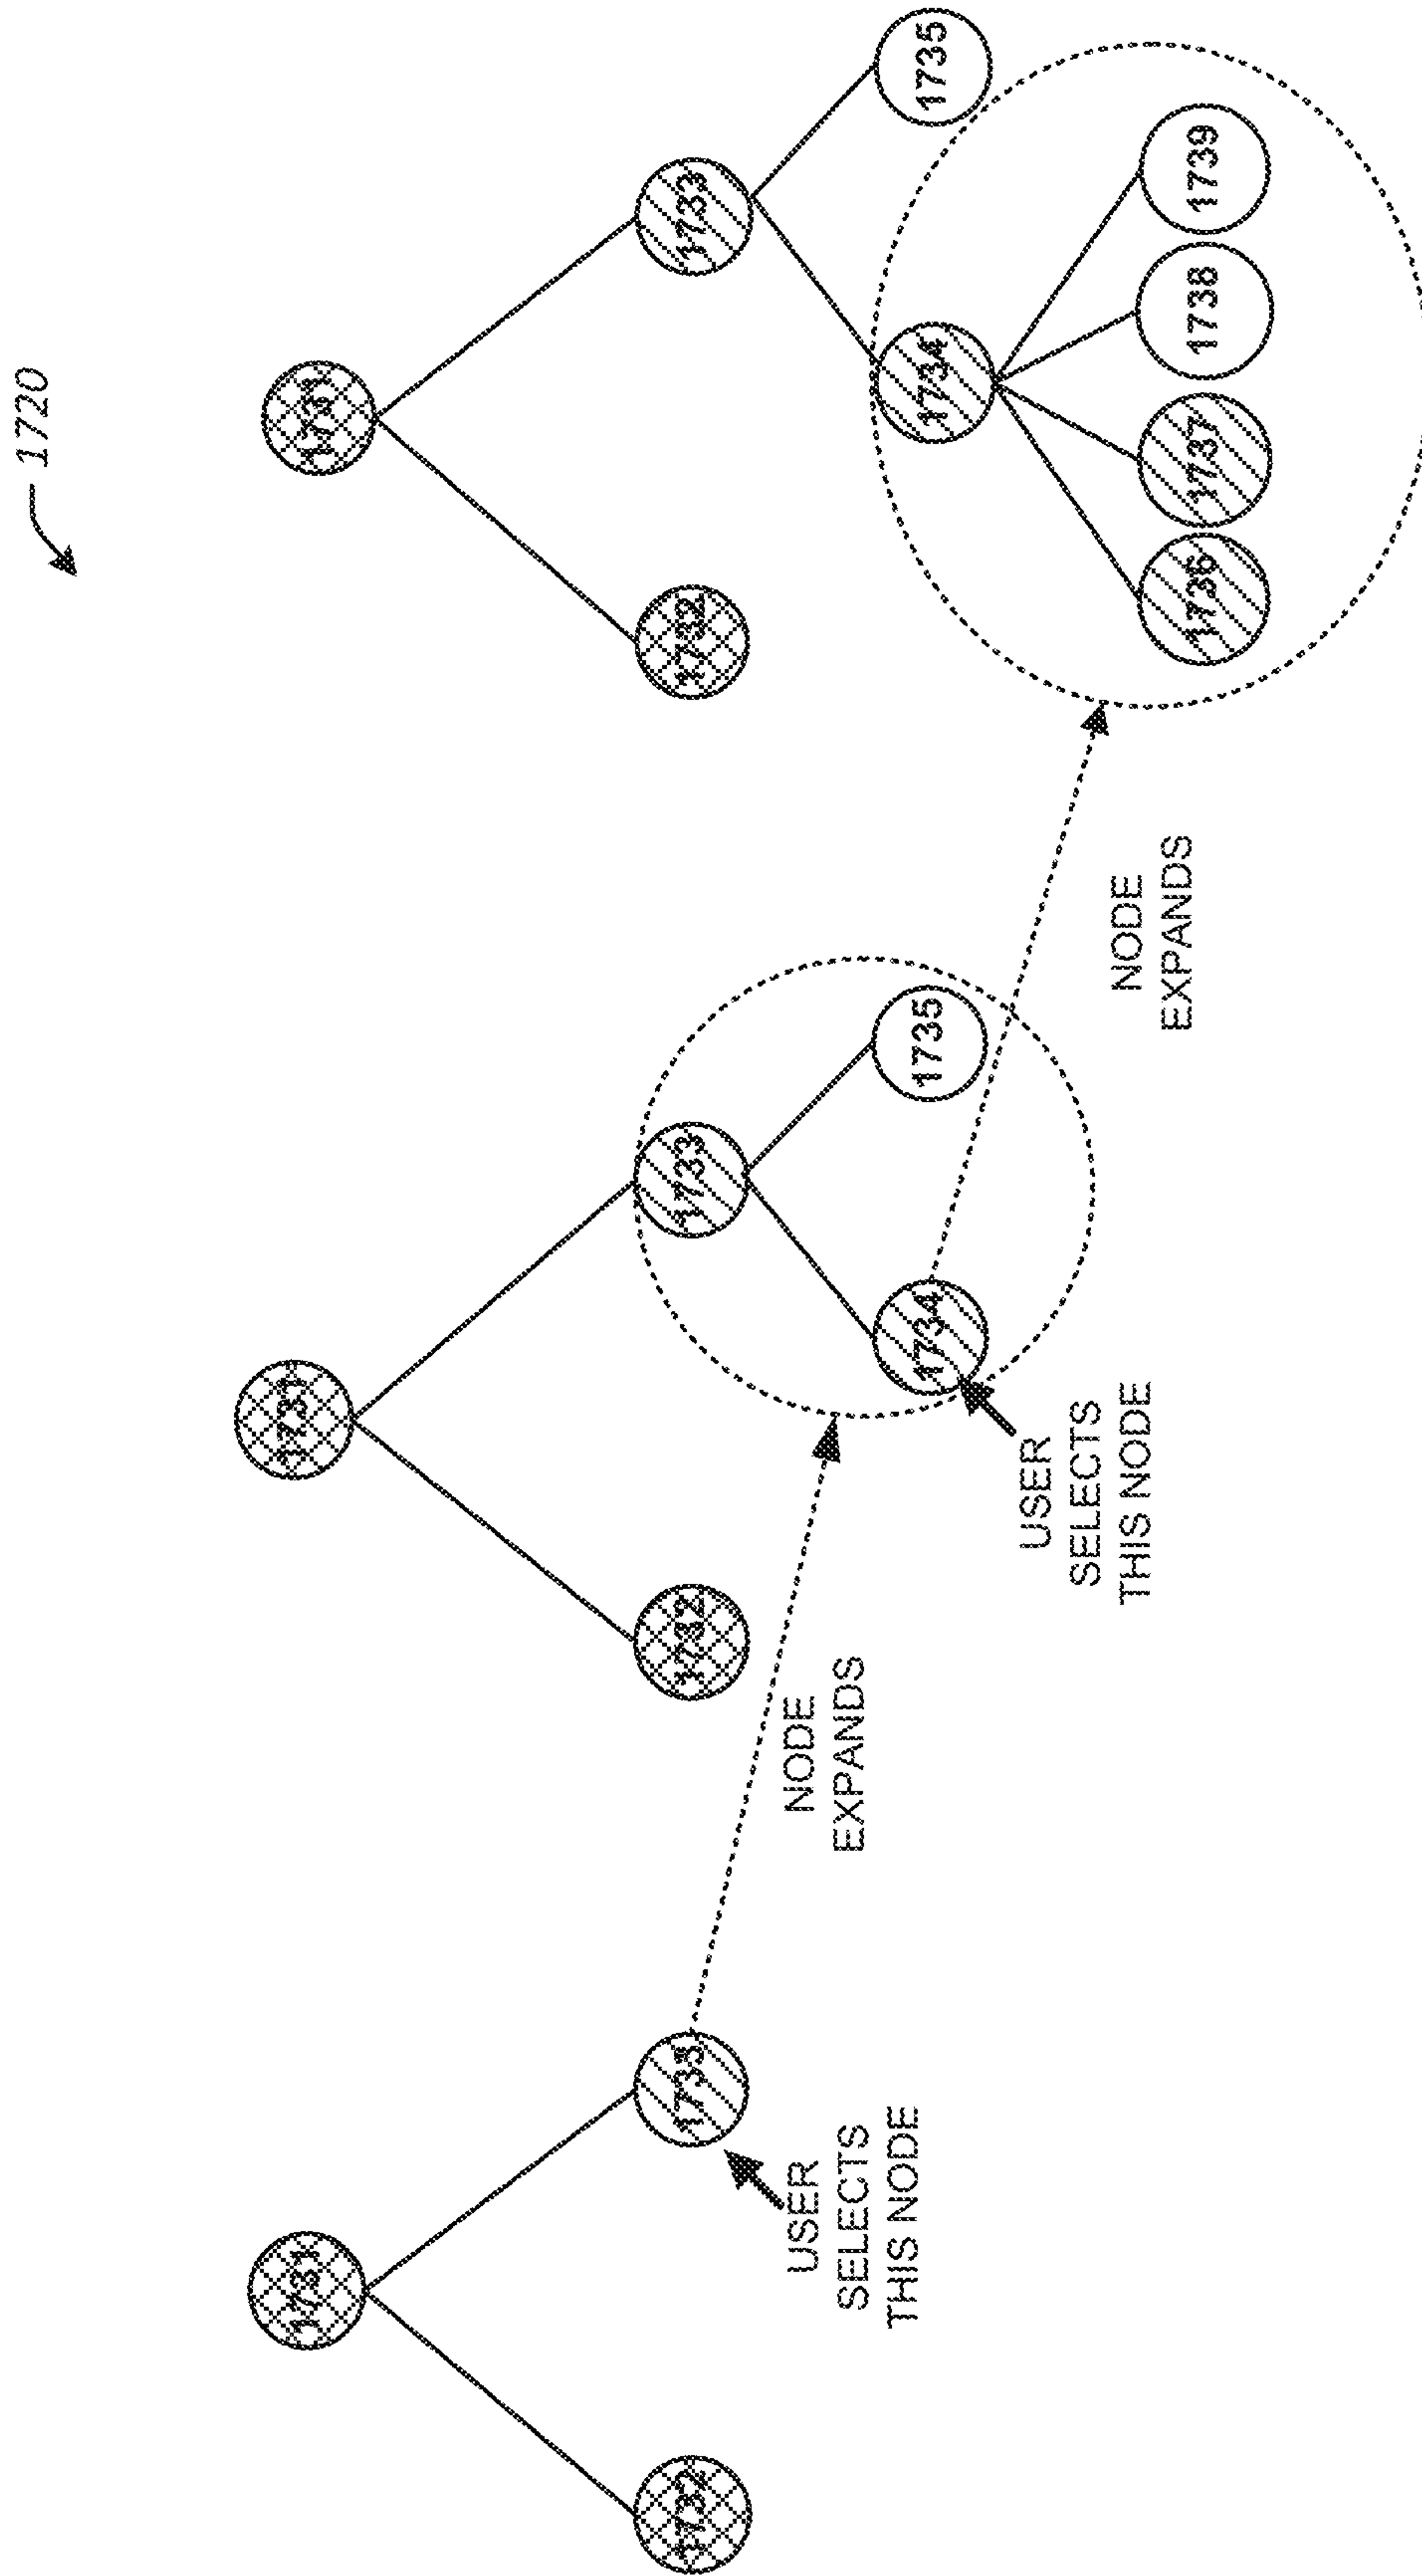 1720
1731
1732
1733
USER
SELECTS
THIS NODE
NODE
EXPANDS
1731
1732
1733
1734
1735
USER
SELECTS
THIS NODE
NODE
EXPANDS
1731
1732
1733
1734
1735
1736
1737
1738
1739